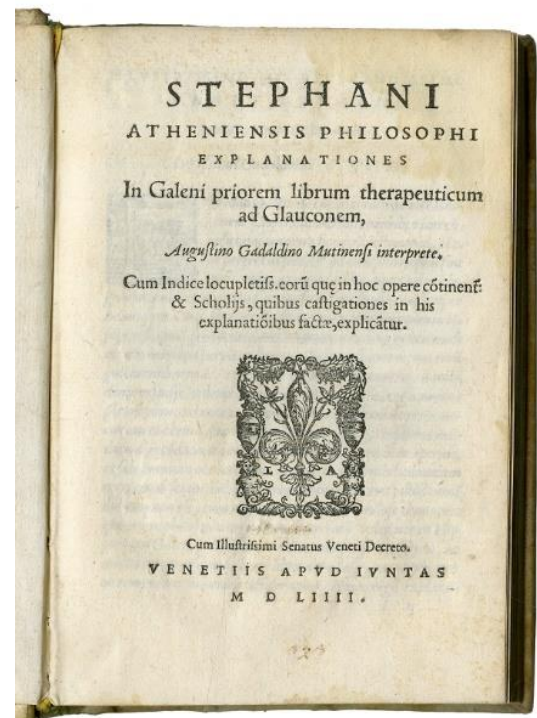 STEPHANI
ATHENIENSIS PHILOSOPHI
EXPLANATIONES
In Galeni priorem librum therapeuticum
ad Glauconem,
Augustino Gadaldino Mutinensi interprete.
Cum Indice locupletiss. eorũ quę in hoc opere cõtinent᷑:
& Scholijs, quibus castigationes in his
explanatiõibus factæ, explicãtur.
L A
Cum Illustrissimi Senatus Veneti Decreto.
VENETIIS APVD IVNTAS
M D LIIII.